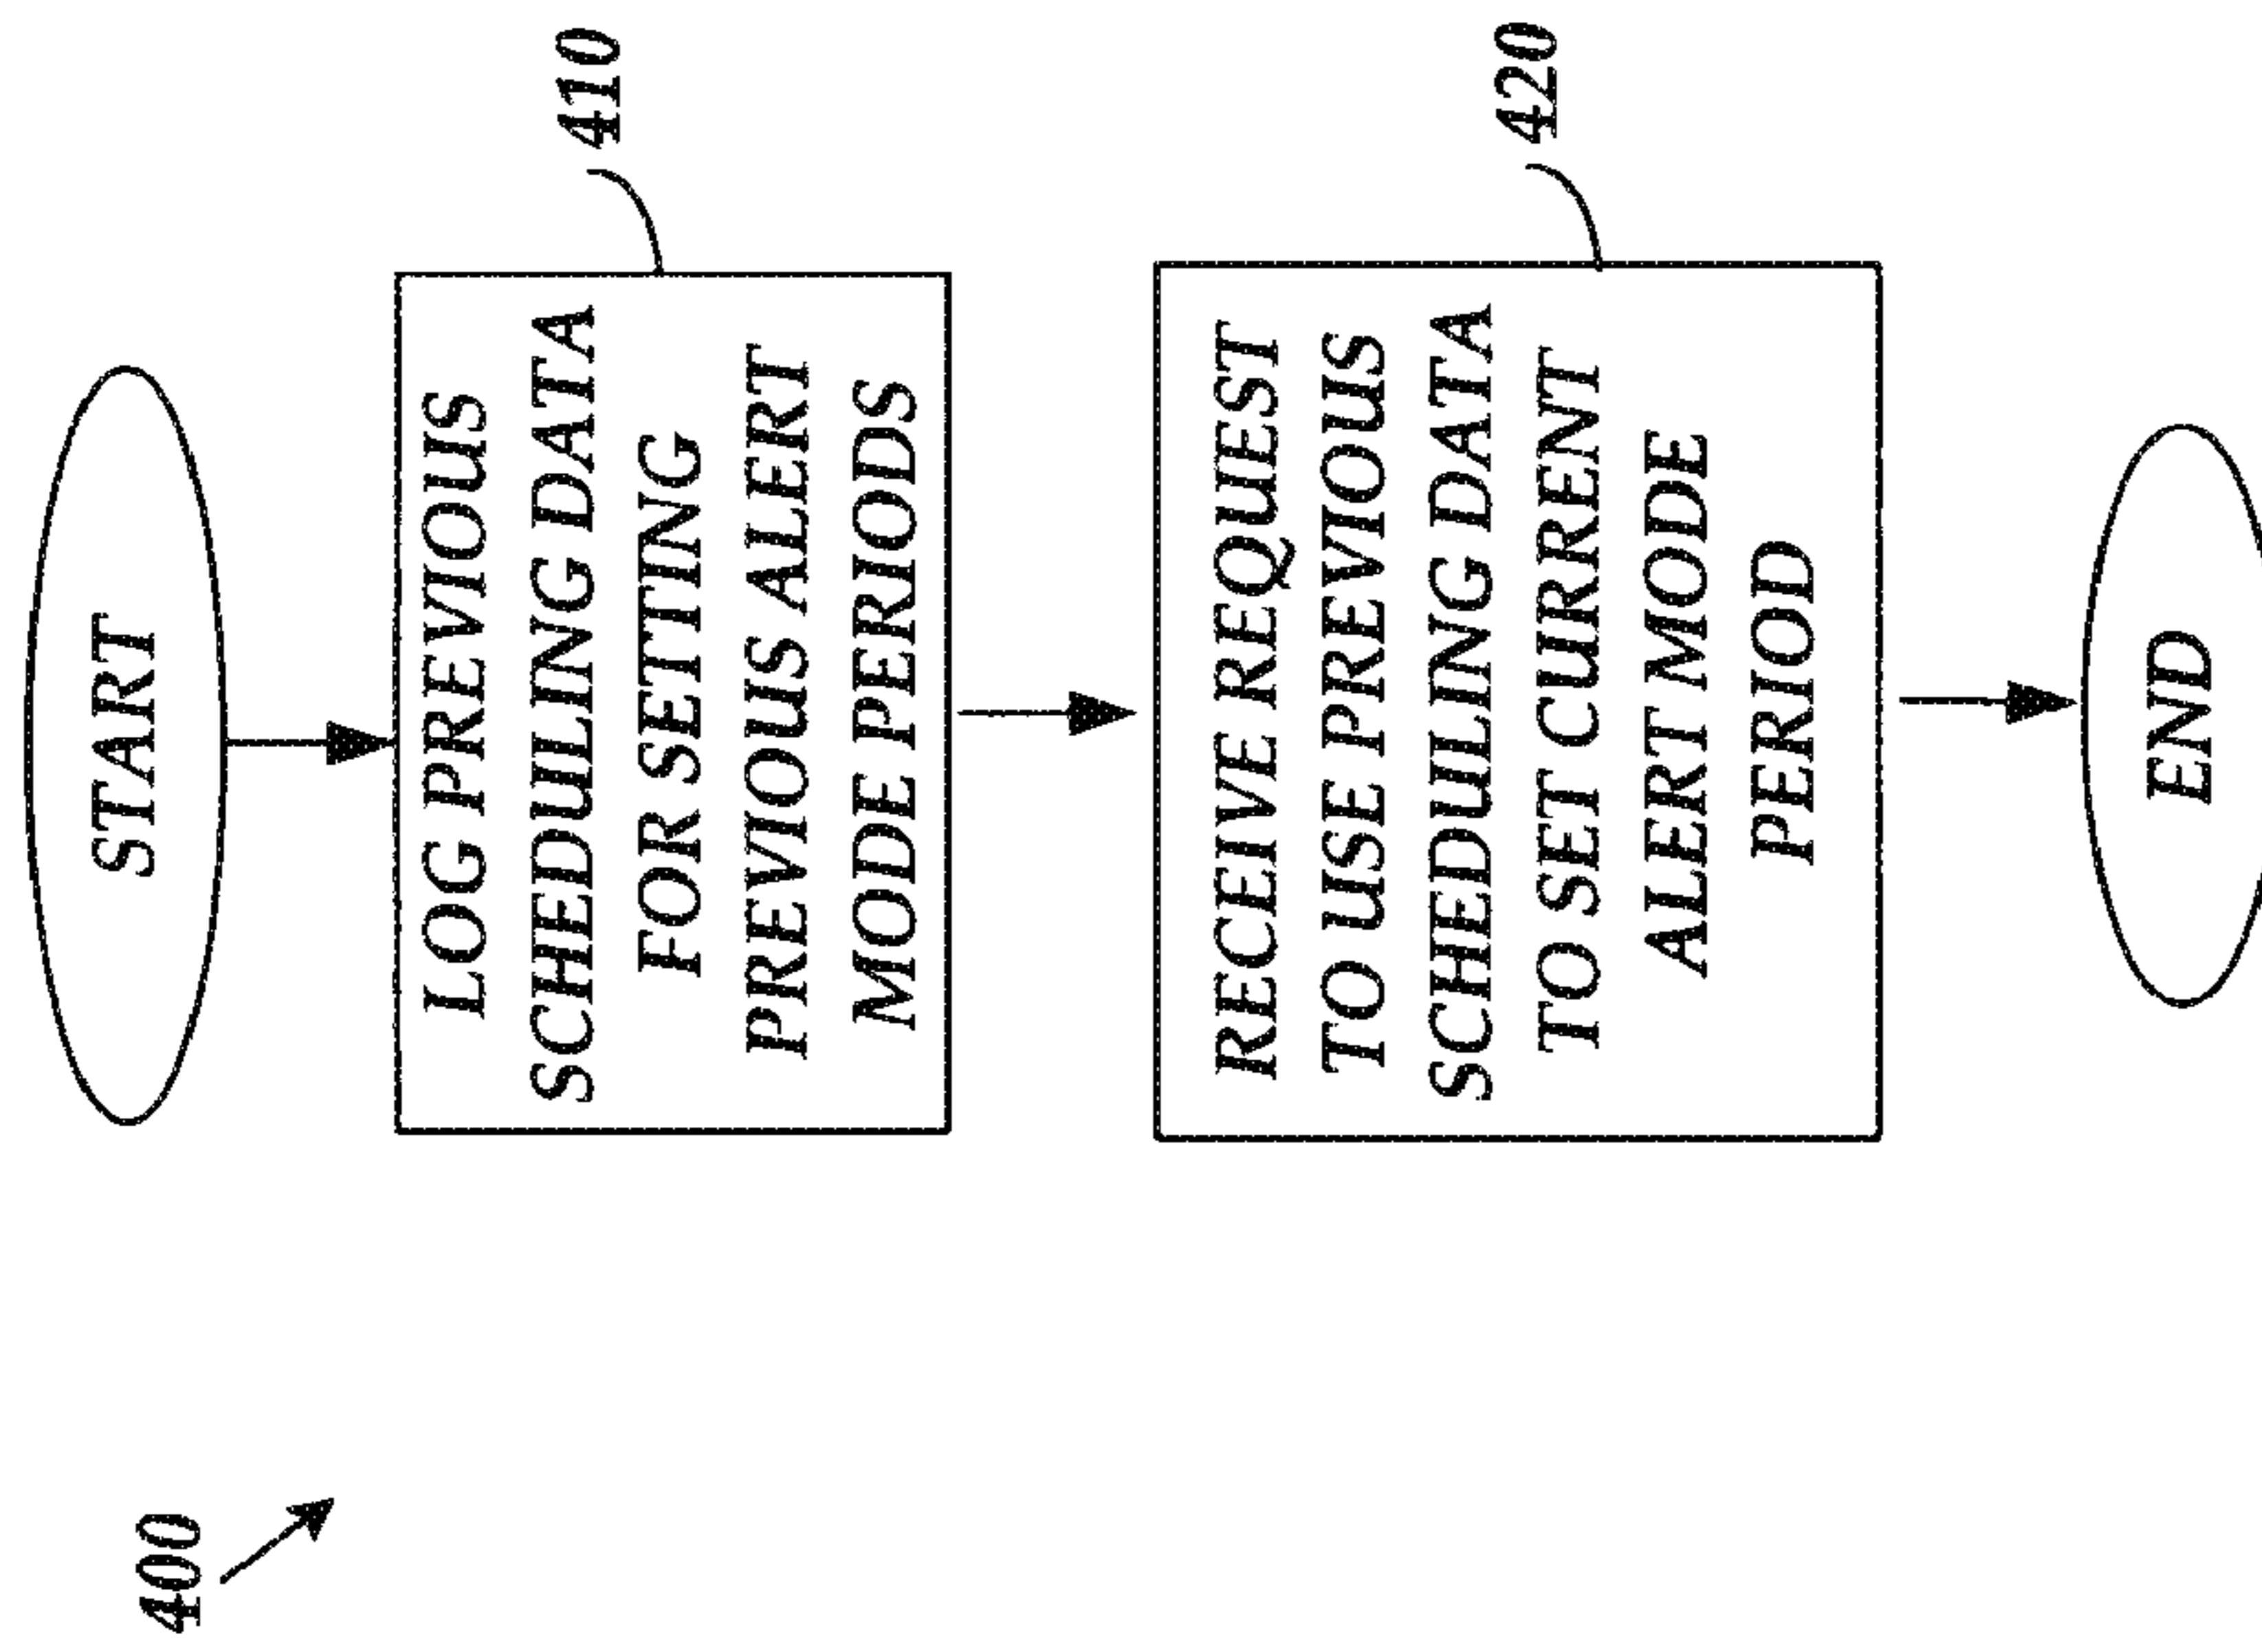 400
START
LOG PREVIOUS
SCHEDULING DATA
FOR SETTING
PREVIOUS ALERT
MODE PERIODS
410
RECEIVE REQUEST
TO USE PREVIOUS
SCHEDULING DATA
TO SET CURRENT
ALERT MODE
PERIOD
420
END